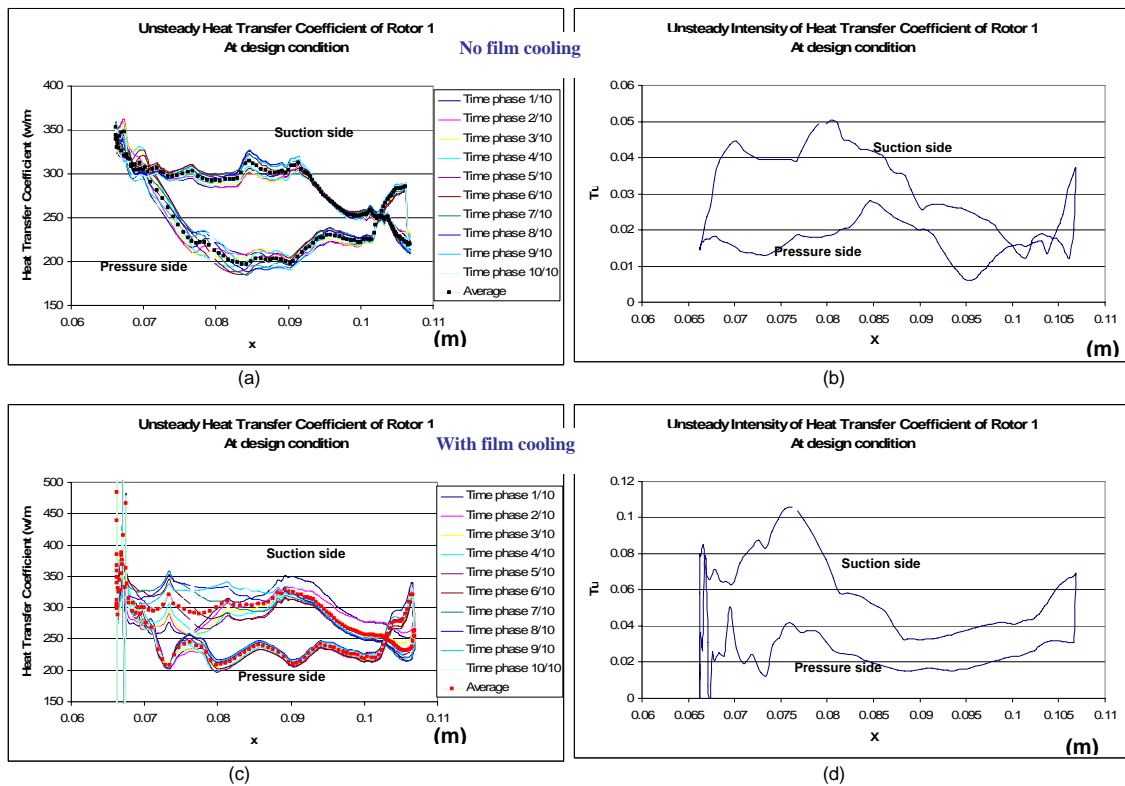 Unsteady Heat Transfer Coefficient of Rotor 1
At design condition
No film cooling
Heat Transfer Coefficient (w/m
400
350
300
250
200
150
0.06 0.07 0.08 0.09 0.1 0.11
x
(m)
Suction side
Pressure side
Time phase 1/10
Time phase 2/10
Time phase 3/10
Time phase 4/10
Time phase 5/10
Time phase 6/10
Time phase 7/10
Time phase 8/10
Time phase 9/10
Time phase 10/10
Average
(a)
Unsteady Intensity of Heat Transfer Coefficient of Rotor 1
At design condition
Tu
0.06
0.05
0.04
0.03
0.02
0.01
0
0.06 0.065 0.07 0.075 0.08 0.085 0.09 0.095 0.1 0.105 0.11
x
(m)
Suction side
Pressure side
(b)
Unsteady Heat Transfer Coefficient of Rotor 1
At design condition
With film cooling
Heat Transfer Coefficient (w/m
500
450
400
350
300
250
200
150
0.06 0.07 0.08 0.09 0.1 0.11
x
(m)
Suction side
Pressure side
Time phase 1/10
Time phase 2/10
Time phase 3/10
Time phase 4/10
Time phase 5/10
Time phase 6/10
Time phase 7/10
Time phase 8/10
Time phase 9/10
Time phase 10/10
Average
(c)
Unsteady Intensity of Heat Transfer Coefficient of Rotor 1
At design condition
Tu
0.12
0.1
0.08
0.06
0.04
0.02
0
0.06 0.065 0.07 0.075 0.08 0.085 0.09 0.095 0.1 0.105 0.11
X
(m)
Suction side
Pressure side
(d)